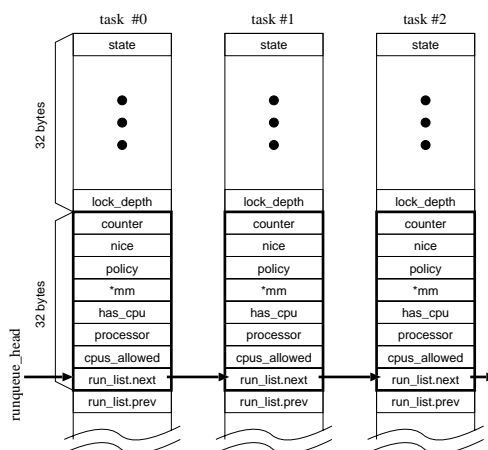 task #0
task #1
task #2
state
state
state
32 bytes
lock_depth
lock_depth
lock_depth
counter
counter
counter
nice
nice
nice
policy
policy
policy
*mm
*mm
*mm
32 bytes
has_cpu
has_cpu
has_cpu
processor
processor
processor
cpus_allowed
cpus_allowed
cpus_allowed
runqueue_head
run_list.next
run_list.next
run_list.next
run_list.prev
run_list.prev
run_list.prev